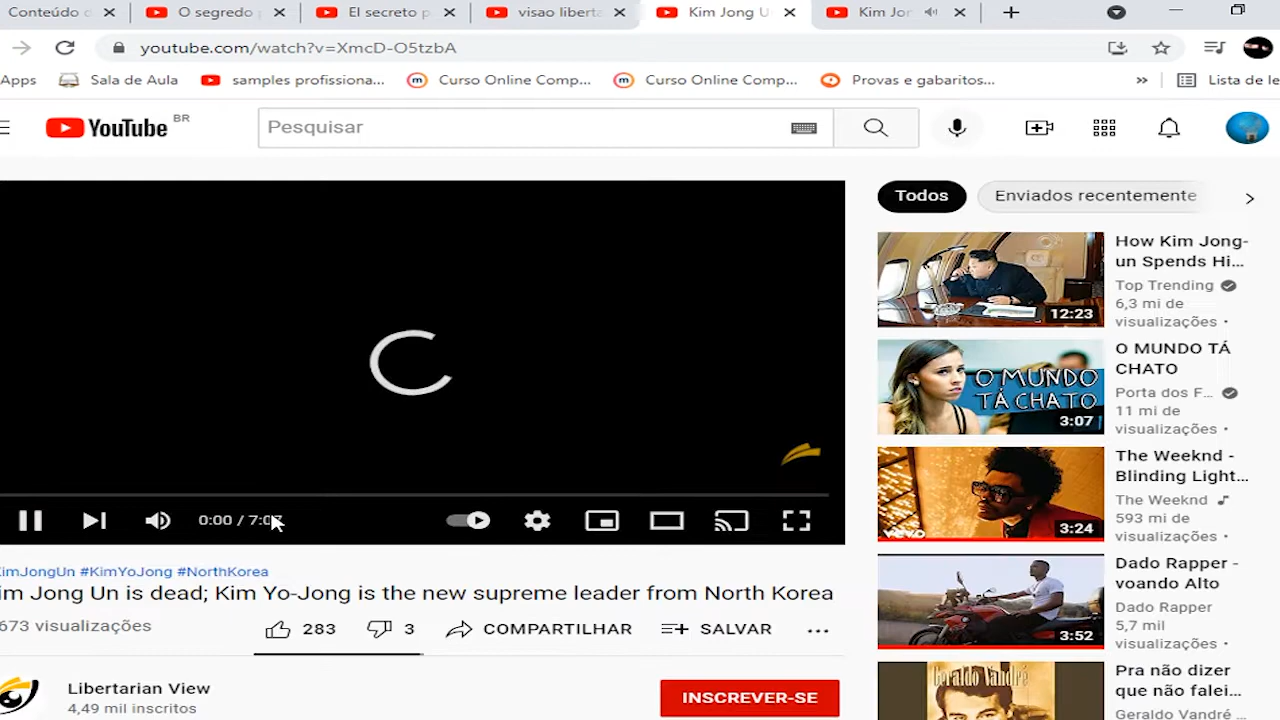 Conteúdo d
O segredo
El secreto p
visao liberta
Kim Jong U
Kim Jor
youtube.com/watch?v=XmcD-O5tzbA
Apps
Sala de Aula
samples profissiona...
Curso Online Comp...
Curso Online Comp...
Provas e gabaritos...
»
Lista de le
YouTube BR
Pesquisar
Todos
Enviados recentemente
How Kim Jong-
un Spends Hi...
Top Trending
6,3 mi de
visualizações •
12:23
O MUNDO
TÁ CHATO
3:07
O MUNDO TÁ
CHATO
Porta dos F...
11 mi de
visualizações •
vevo
3:24
The Weeknd -
Blinding Light...
The Weeknd
593 mi de
visualizações •
3:52
Dado Rapper -
voando Alto
Dado Rapper
5,7 mil
visualizações •
Geraldo Vandré
Pra não dizer
que não falei...
Geraldo Vandré ...
0:00 / 7:0
imJongUn #KimYoJong #NorthKorea
im Jong Un is dead; Kim Yo-Jong is the new supreme leader from North Korea
673 visualizações
283
3
COMPARTILHAR
SALVAR
...
Libertarian View
4,49 mil inscritos
INSCREVER-SE